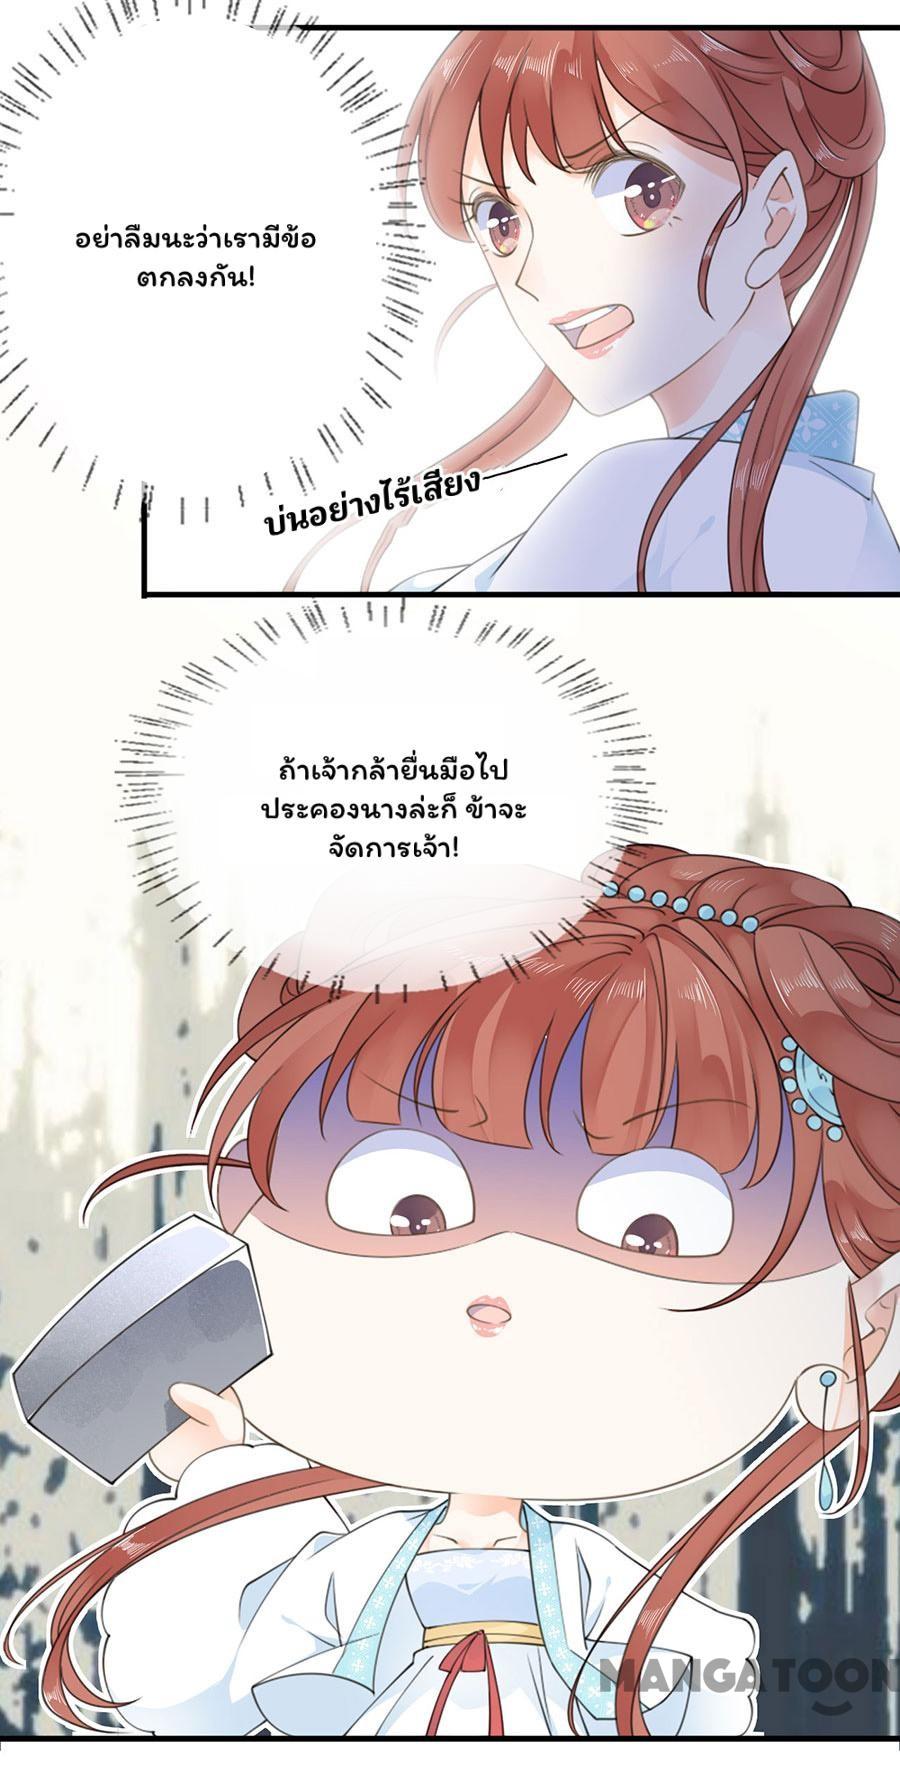 อย่าลืมนะว่าเรามีข้อ
ตกลงกัน!
บ่นอย่างไร้เสียง
ถ้าเจ้ากล้ายื่นมือไป
ประคองนางล่ะก็ ข้าจะ
จัดการเจ้า!
MANGATOON